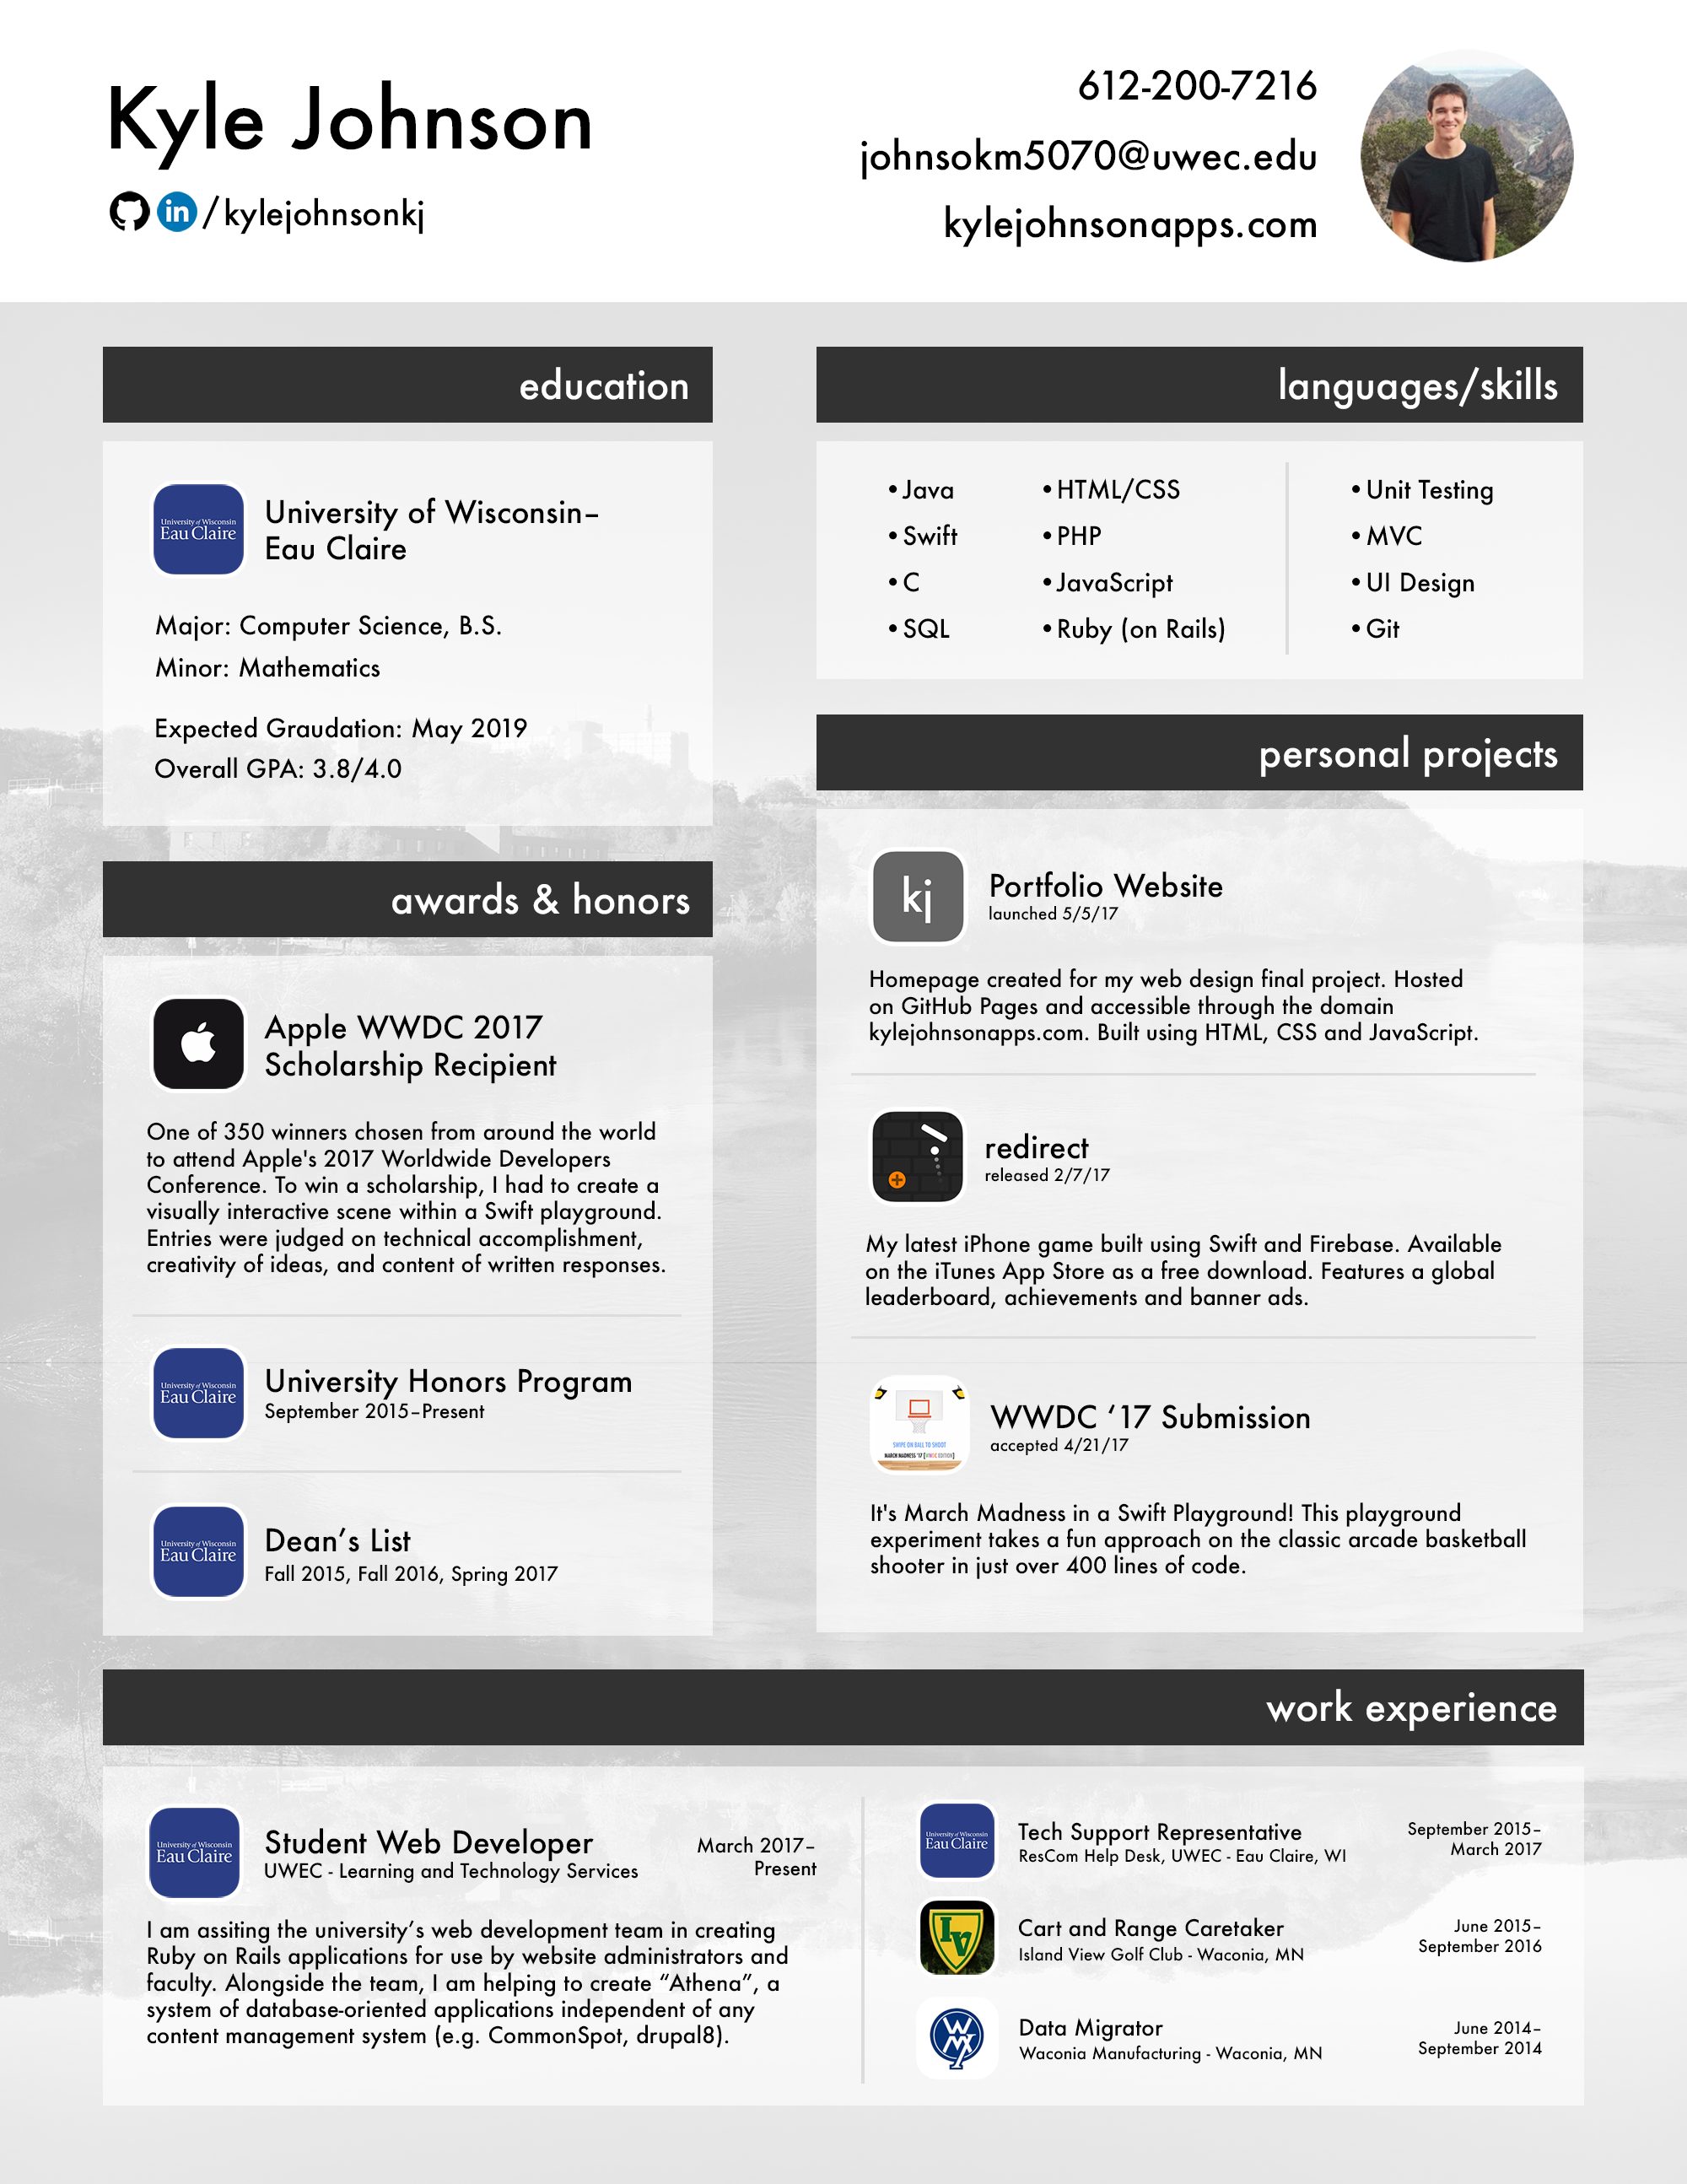 Kyle Johnson
/kylejohnsonkj
612-200-7216
johnsokm5070@uwec.edu
kylejohnsonapps.com
education
University of Wisconsin
Eau Claire
University of Wisconsin–
Eau Claire
Major: Computer Science, B.S.
Minor: Mathematics
Expected Graudation: May 2019
Overall GPA: 3.8/4.0
awards & honors
Apple WWDC 2017
Scholarship Recipient
One of 350 winners chosen from around the world
to attend Apple's 2017 Worldwide Developers
Conference. To win a scholarship, I had to create a
visually interactive scene within a Swift playground.
Entries were judged on technical accomplishment,
creativity of ideas, and content of written responses.
University of Wisconsin
Eau Claire
University Honors Program
September 2015–Present
University of Wisconsin
Eau Claire
Dean’s List
Fall 2015, Fall 2016, Spring 2017
languages/skills
• Java
• Swift
• C
• SQL
• HTML/CSS
• PHP
• JavaScript
• Ruby (on Rails)
• Unit Testing
• MVC
• UI Design
• Git
personal projects
kj
Portfolio Website
launched 5/5/17
Homepage created for my web design final project. Hosted
on GitHub Pages and accessible through the domain
kylejohnsonapps.com. Built using HTML, CSS and JavaScript.
redirect
released 2/7/17
My latest iPhone game built using Swift and Firebase. Available
on the iTunes App Store as a free download. Features a global
leaderboard, achievements and banner ads.
SWIPE ON BALL TO SHOOT
MARCH MADNESS '17 [WWDC EDITION]
WWDC ‘17 Submission
accepted 4/21/17
It's March Madness in a Swift Playground! This playground
experiment takes a fun approach on the classic arcade basketball
shooter in just over 400 lines of code.
work experience
University of Wisconsin
Eau Claire
Student Web Developer
UWEC - Learning and Technology Services
March 2017–
Present
I am assiting the university’s web development team in creating
Ruby on Rails applications for use by website administrators and
faculty. Alongside the team, I am helping to create “Athena”, a
system of database-oriented applications independent of any
content management system (e.g. CommonSpot, drupal8).
University of Wisconsin
Eau Claire
Tech Support Representative
ResCom Help Desk, UWEC - Eau Claire, WI
September 2015–
March 2017
IV
Cart and Range Caretaker
Island View Golf Club - Waconia, MN
June 2015–
September 2016
Data Migrator
Waconia Manufacturing - Waconia, MN
June 2014–
September 2014